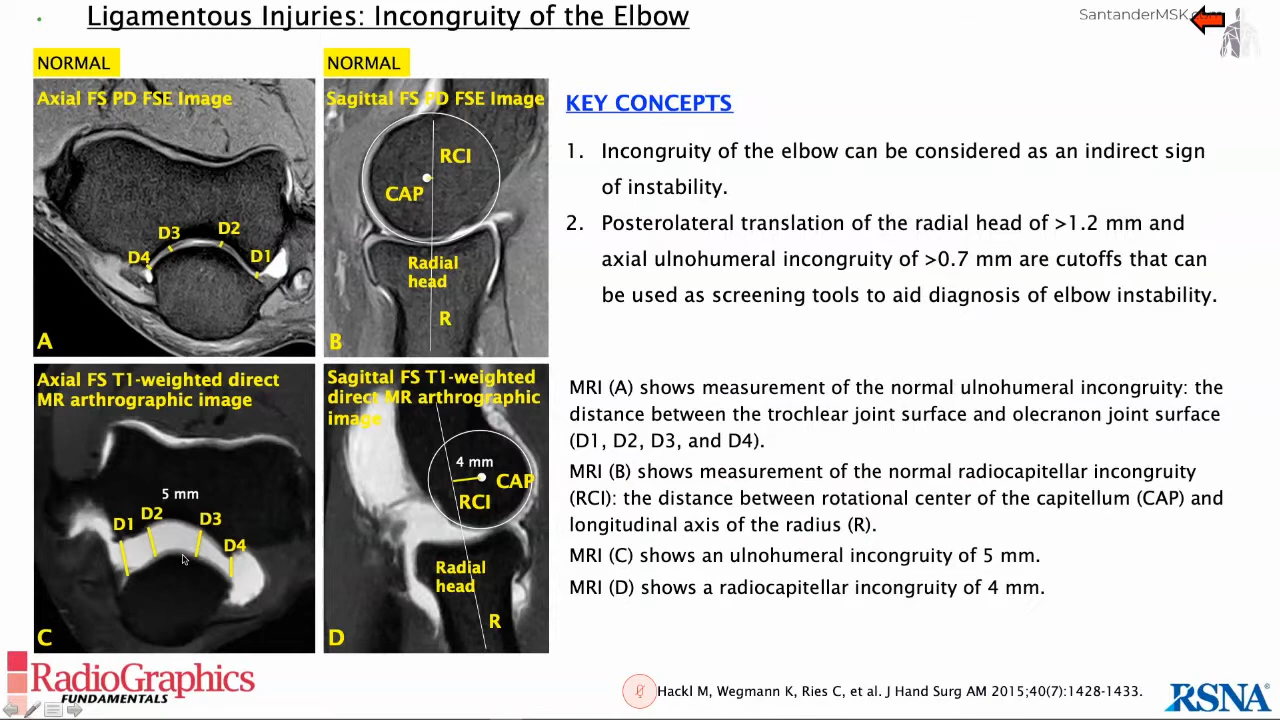 Ligamentous Injuries: Incongruity of the Elbow
SantanderMSK.com
NORMAL
Axial FS PD FSE Image
D3
D2
D4
D1
A
NORMAL
Sagittal FS PD FSE Image
RCI
CAP
Radial
head
R
B
Axial FS T1-weighted direct
MR arthrographic image
5 mm
D1
D2
D3
D4
C
Sagittal FS T1-weighted
direct MR arthrographic
image
4 mm
CAP
RCI
Radial
head
R
D
KEY CONCEPTS
1. Incongruity of the elbow can be considered as an indirect sign
of instability.
2. Posterolateral translation of the radial head of >1.2 mm and
axial ulnohumeral incongruity of >0.7 mm are cutoffs that can
be used as screening tools to aid diagnosis of elbow instability.
MRI (A) shows measurement of the normal ulnohumeral incongruity: the
distance between the trochlear joint surface and olecranon joint surface
(D1, D2, D3, and D4).
MRI (B) shows measurement of the normal radiocapitellar incongruity
(RCI): the distance between rotational center of the capitellum (CAP) and
longitudinal axis of the radius (R).
MRI (C) shows an ulnohumeral incongruity of 5 mm.
MRI (D) shows a radiocapitellar incongruity of 4 mm.
RadioGraphics
FUNDAMENTALS
Hackl M, Wegmann K, Ries C, et al. J Hand Surg AM 2015;40(7):1428-1433.
RSNA®